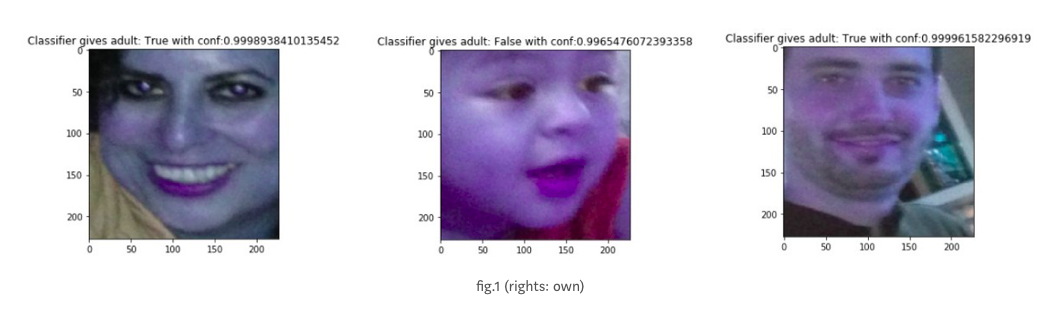 Classifier gives adult: True with conf:0.9998938410135452
0
50
100
150
200
0 50 100 150 200
Classifier gives adult: False with conf:0.9965476072393358
0
50
100
150
200
0 50 100 150 200
Classifier gives adult: True with conf:0.999961582296919
0
50
100
150
200
0 50 100 150 200
fig.1 (rights: own)